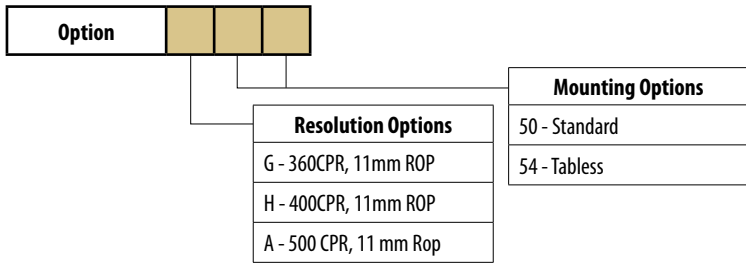 Option
Mounting Options
50 - Standard
54 - Tabless
Resolution Options
G - 360CPR, 11mm ROP
H - 400CPR, 11mm ROP
A - 500 CPR, 11 mm Rop